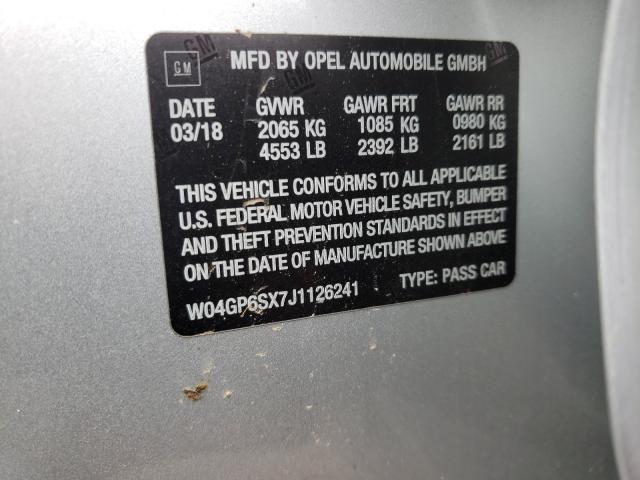 GM
MFD BY OPEL AUTOMOBILE GMBH
DATE GVWR GAWR FRT GAWR RR
03/18 2065 KG 1085 KG 0980 KG
4553 LB 2392 LB 2161 LB
THIS VEHICLE CONFORMS TO ALL APPLICABLE
U.S. FEDERAL MOTOR VEHICLE SAFETY, BUMPER
AND THEFT PREVENTION STANDARDS IN EFFECT
ON THE DATE OF MANUFACTURE SHOWN ABOVE
W04GP6SX7J1126241 TYPE: PASS CAR